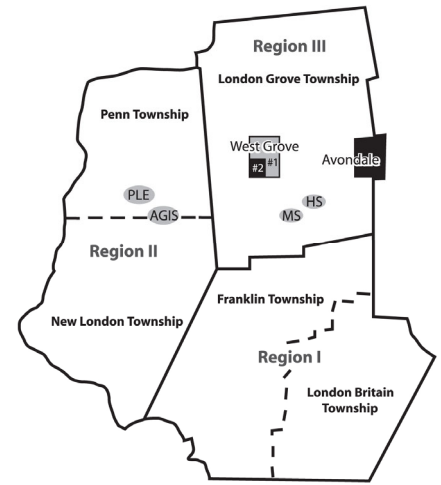 Region III
London Grove Township
Penn Township
West Grove
#1
#2
Avondale
PLE
HS
AGIS
MS
Region II
New London Township
Franklin Township
Region I
London Britain
Township